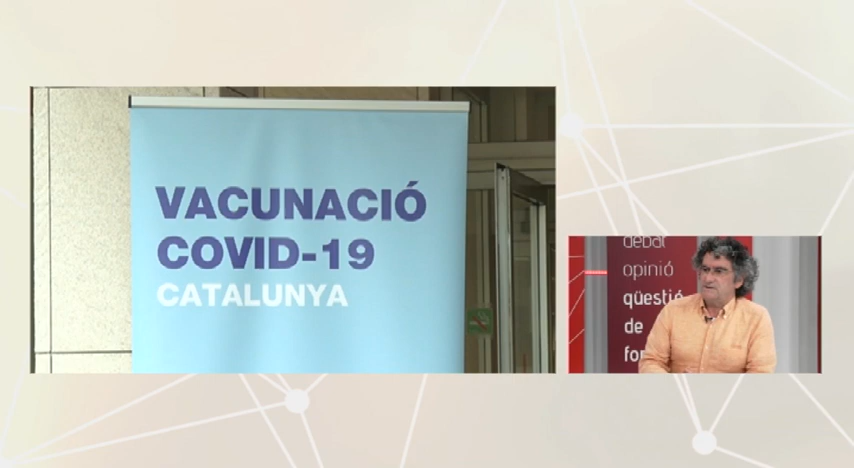 VACUNACIÓ
COVID-19
CATALUNYA
debat
opinió
qüestió
de